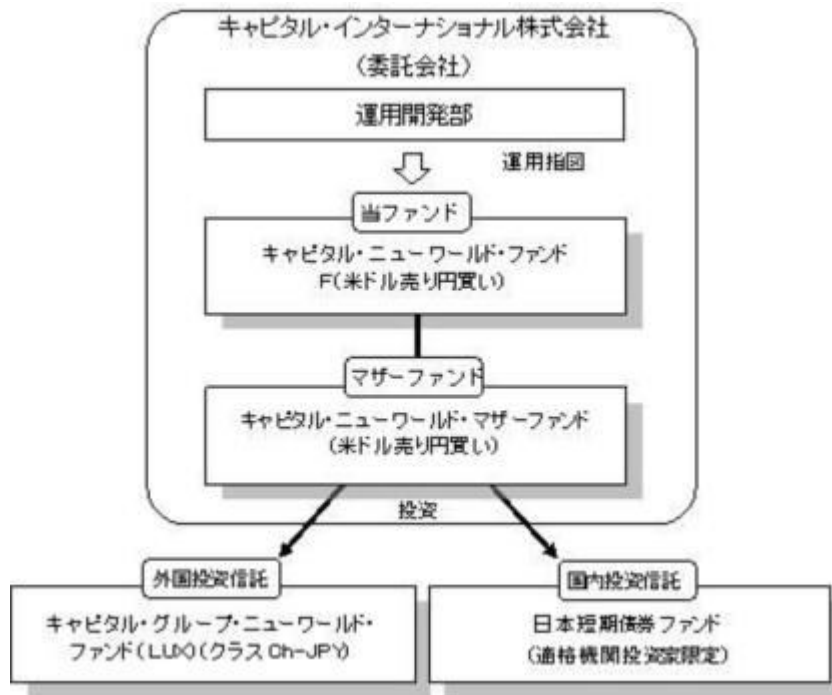 キャピタル・インターナショナル株式会社
(委託会社)
運用開発部
運用指図
当ファンド
キャピタル・ニューワールド・ファンド
F(米ドル売り円買い)
マザーファンド
キャピタル・ニューワールド・マザーファンド
(米ドル売り円買い)
投資
外国投資信託
キャピタル・グループ・ニューワールド・
ファンド(LUX)(クラスCh-JPY)
国内投資信託
日本短期債券ファンド
(適格機関投資家限定)